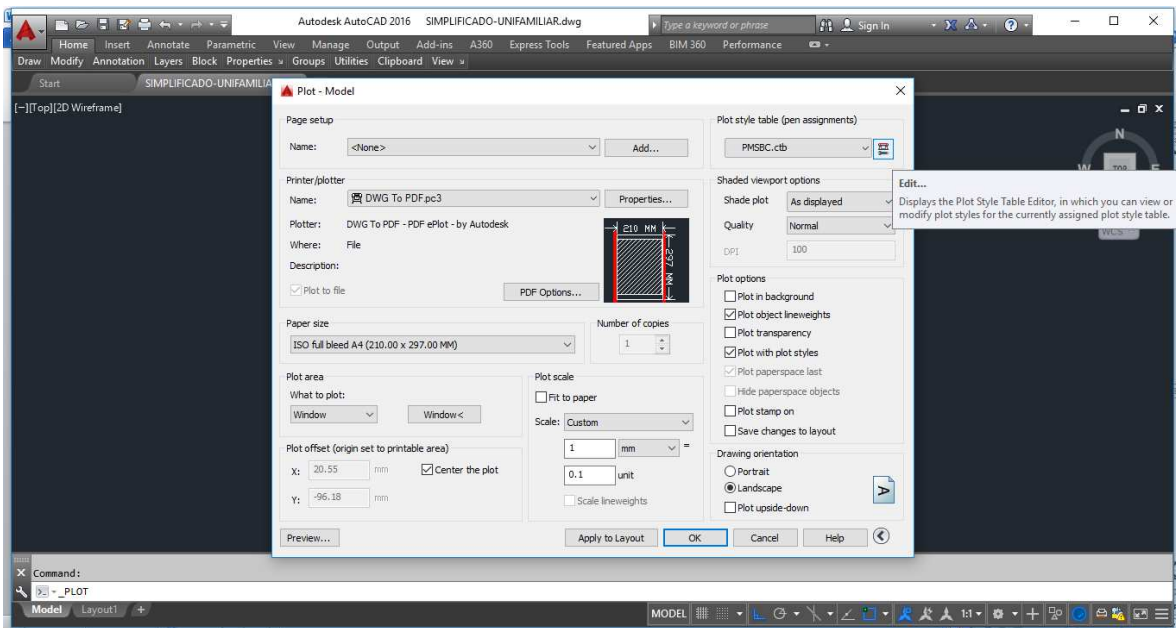 Autodesk AutoCAD 2016 SIMPLIFICADO-UNIFAMILIAR.dwg
Type a keyword or phrase
Sign In
Home Insert Annotate Parametric View Manage Output Add-ins A360 Express Tools Featured Apps BIM 360 Performance
Draw Modify Annotation Layers Block Properties Groups Utilities Clipboard View
Start SIMPLIFICADO-UNIFAMILIA
[−][Top][2D Wireframe]
N
W TOP E
WCS
Plot - Model
Page setup
Name: <None> Add...
Printer/plotter
Name: DWG To PDF.pc3 Properties...
Plotter: DWG To PDF - PDF ePlot - by Autodesk
Where: File
Description:
Plot to file
PDF Options...
210 MM
297 MM
Paper size
ISO full bleed A4 (210.00 x 297.00 MM)
Number of copies
1
Plot area
What to plot:
Window Window<
Plot offset (origin set to printable area)
X: 20.55 mm Center the plot
Y: -96.18 mm
Plot scale
Fit to paper
Scale: Custom
1 mm =
0.1 unit
Scale lineweights
Plot style table (pen assignments)
PMSBC.ctb
Edit...
Displays the Plot Style Table Editor, in which you can view or
modify plot styles for the currently assigned plot style table.
Shaded viewport options
Shade plot As displayed
Quality Normal
DPI 100
Plot options
Plot in background
Plot object lineweights
Plot transparency
Plot with plot styles
Plot paperspace last
Hide paperspace objects
Plot stamp on
Save changes to layout
Drawing orientation
Portrait
Landscape
Plot upside-down
A
Preview... Apply to Layout OK Cancel Help
Command:
_PLOT
Model Layout1 +
MODEL 1:1